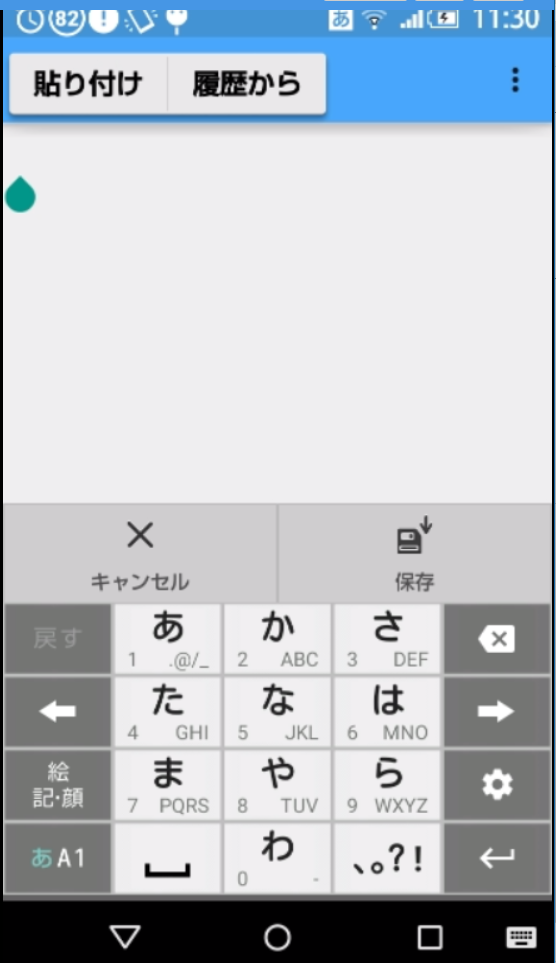 82 ! あ 11:30
貼り付け 履歴から
キャンセル 保存
戻す あ か さ
1 .@/_ 2 ABC 3 DEF
た な は
4 GHI 5 JKL 6 MNO
絵記・顔 ま や ら
7 PQRS 8 TUV 9 WXYZ
あA1 わ 、。?!
0 -